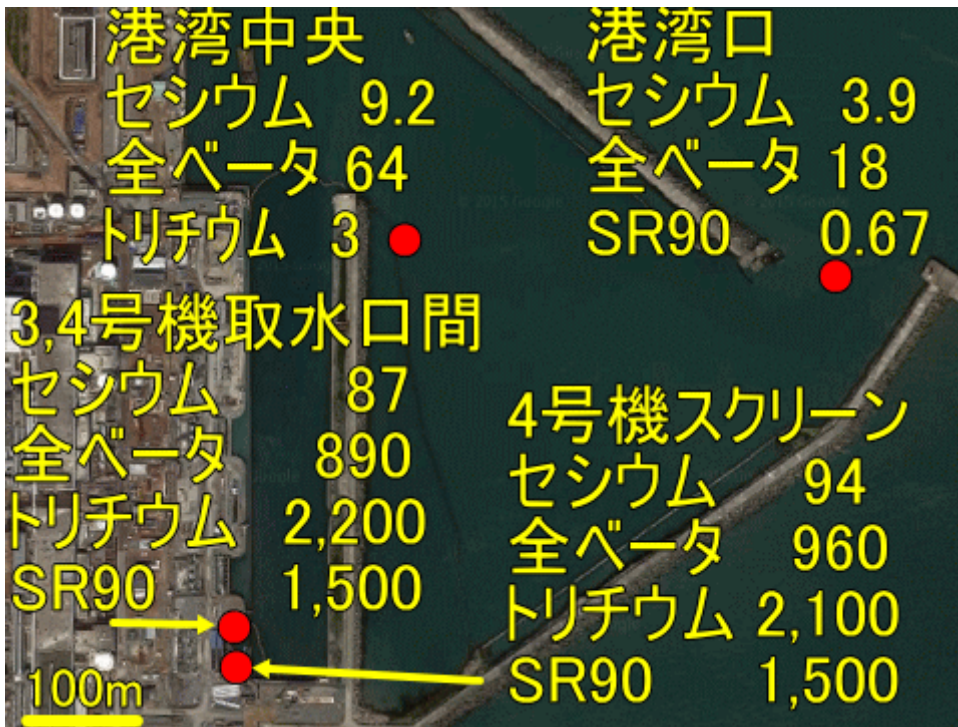 港湾中央
セシウム 9.2
全ベータ 64
トリチウム 3
港湾口
セシウム 3.9
全ベータ 18
SR90 0.67
© 2015 Google
3,4号機取水口間
セシウム 87
全ベータ 890
トリチウム 2,200
SR90 1,500
4号機スクリーン
セシウム 94
全ベータ 960
トリチウム 2,100
SR90 1,500
100m